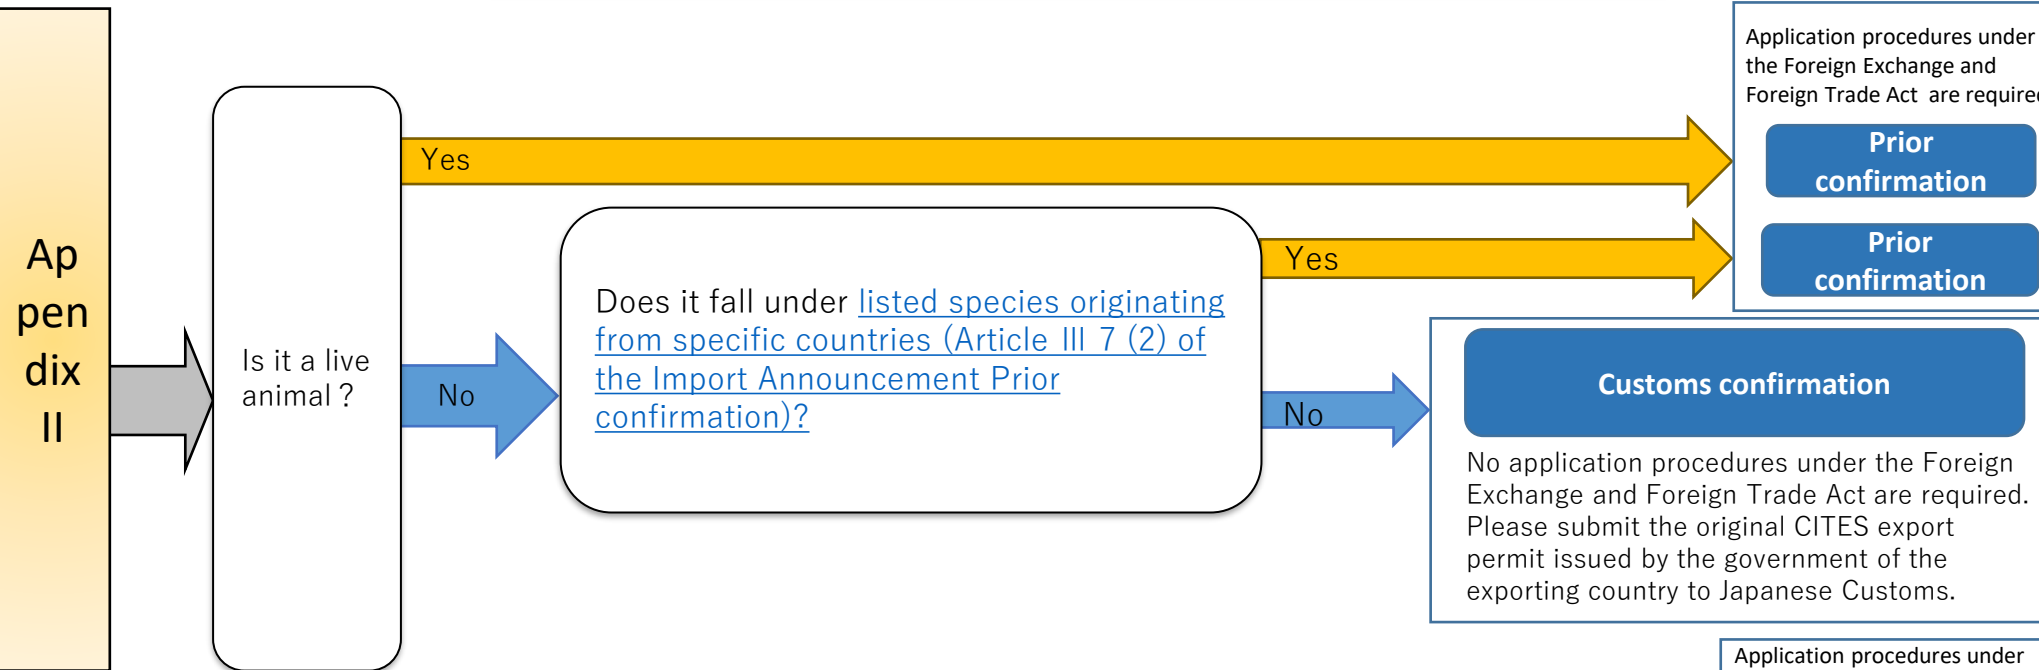 Ap
pen
dix
II
Is it a live
animal？
Yes
No
Does it fall under listed species originating
from specific countries (Article III 7 (2) of
the Import Announcement Prior
confirmation)?
Yes
No
Application procedures under
the Foreign Exchange and
Foreign Trade Act are required
Prior
confirmation
Prior
confirmation
Customs confirmation
No application procedures under the Foreign
Exchange and Foreign Trade Act are required.
Please submit the original CITES export
permit issued by the government of the
exporting country to Japanese Customs.
Application procedures under